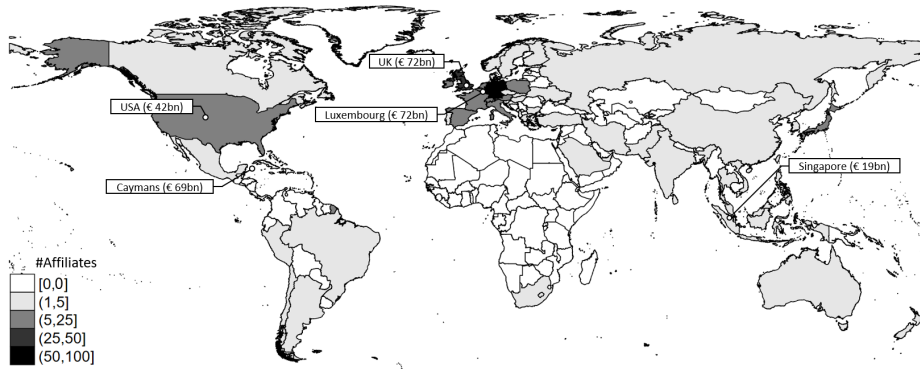 UK (€ 72bn)
USA (€ 42bn)
Luxembourg (€ 72bn)
Singapore (€ 19bn)
Caymans (€ 69bn)
#Affiliates
[0,0]
(1,5]
(5,25]
(25,50]
(50,100]